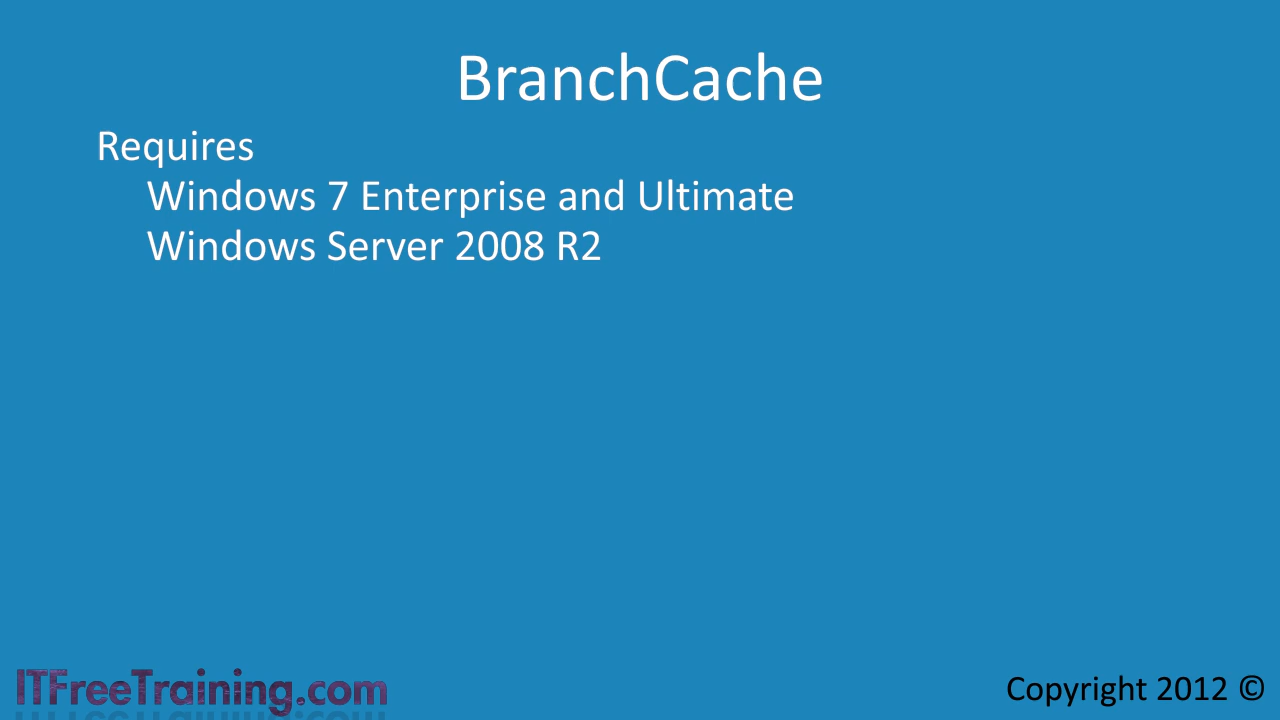 BranchCache
Requires
Windows 7 Enterprise and Ultimate
Windows Server 2008 R2
ITFreeTraining.com
Copyright 2012 ©